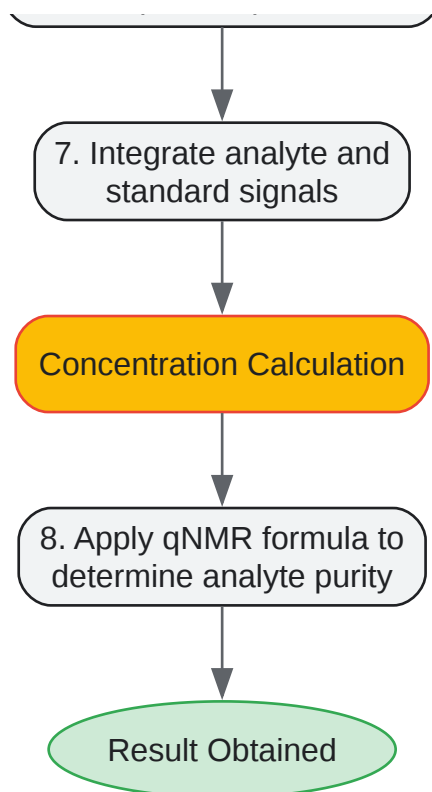 7. Integrate analyte and
standard signals
Concentration Calculation
8. Apply qNMR formula to
determine analyte purity
Result Obtained